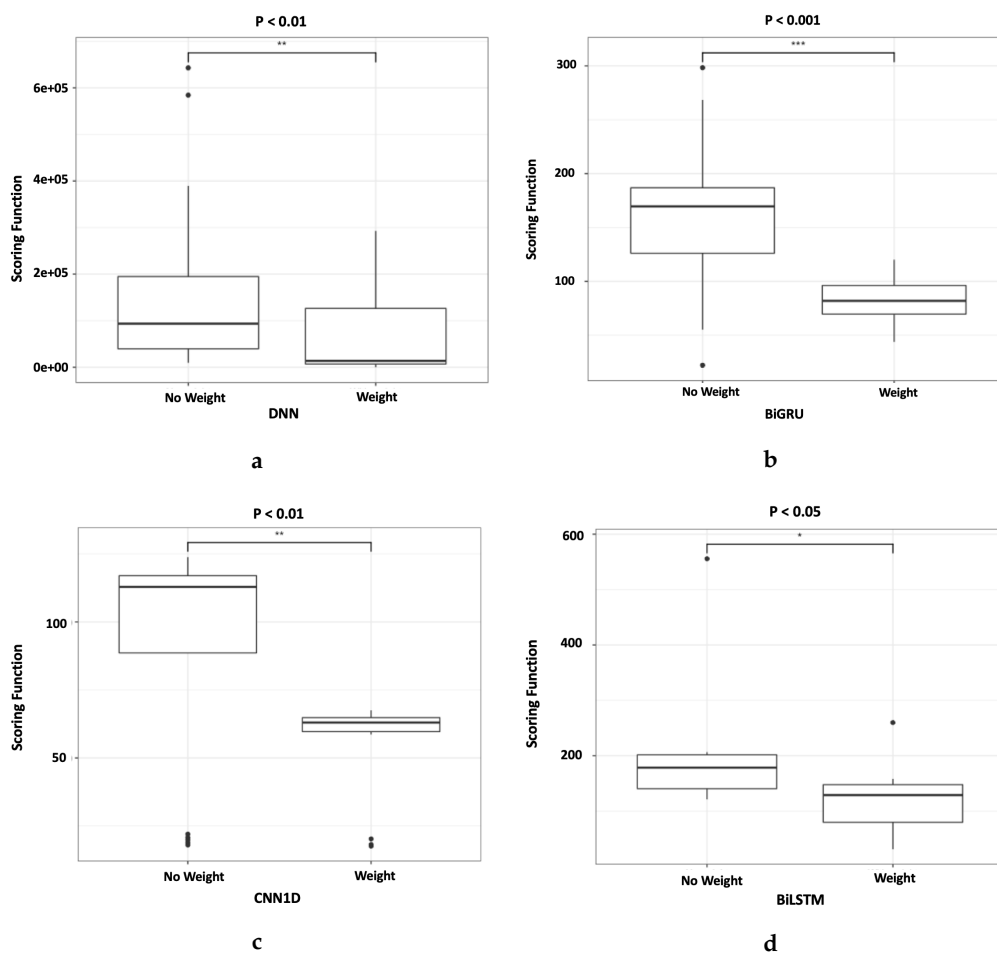 P < 0.01
**
6e+05
4e+05
2e+05
0e+00
Scoring Function
No Weight
Weight
DNN
a
P < 0.001
***
300
200
100
Scoring Function
No Weight
Weight
BiGRU
b
P < 0.01
**
100
50
Scoring Function
No Weight
Weight
CNN1D
c
P < 0.05
*
600
400
200
Scoring Function
No Weight
Weight
BiLSTM
d